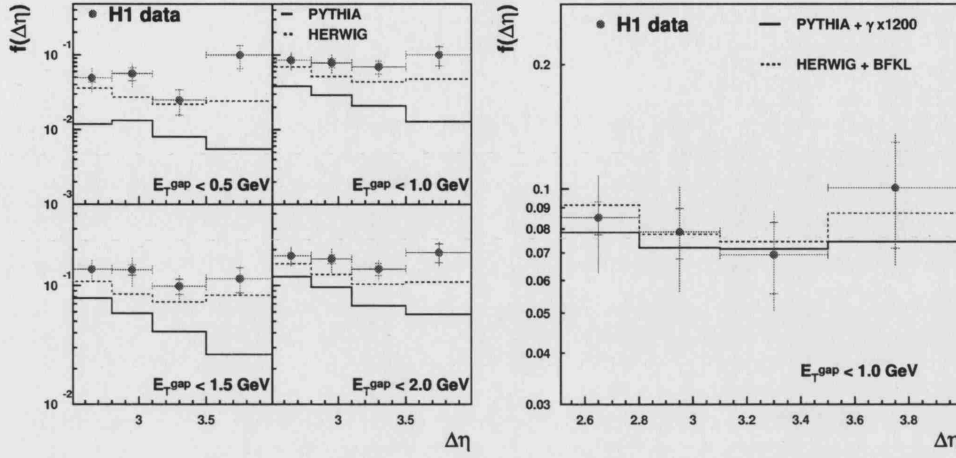 f(Δη)
H1 data
PYTHIA
HERWIG
10⁻¹
10⁻²
10⁻³
E_T^gap < 0.5 GeV
E_T^gap < 1.0 GeV
10⁻¹
10⁻²
E_T^gap < 1.5 GeV
E_T^gap < 2.0 GeV
3
3.5
3
3.5
Δη
f(Δη)
H1 data
PYTHIA + γ x1200
HERWIG + BFKL
0.2
0.1
0.09
0.08
0.07
0.06
0.05
0.04
0.03
E_T^gap < 1.0 GeV
2.6
2.8
3.0
3.2
3.4
3.6
3.8
Δη